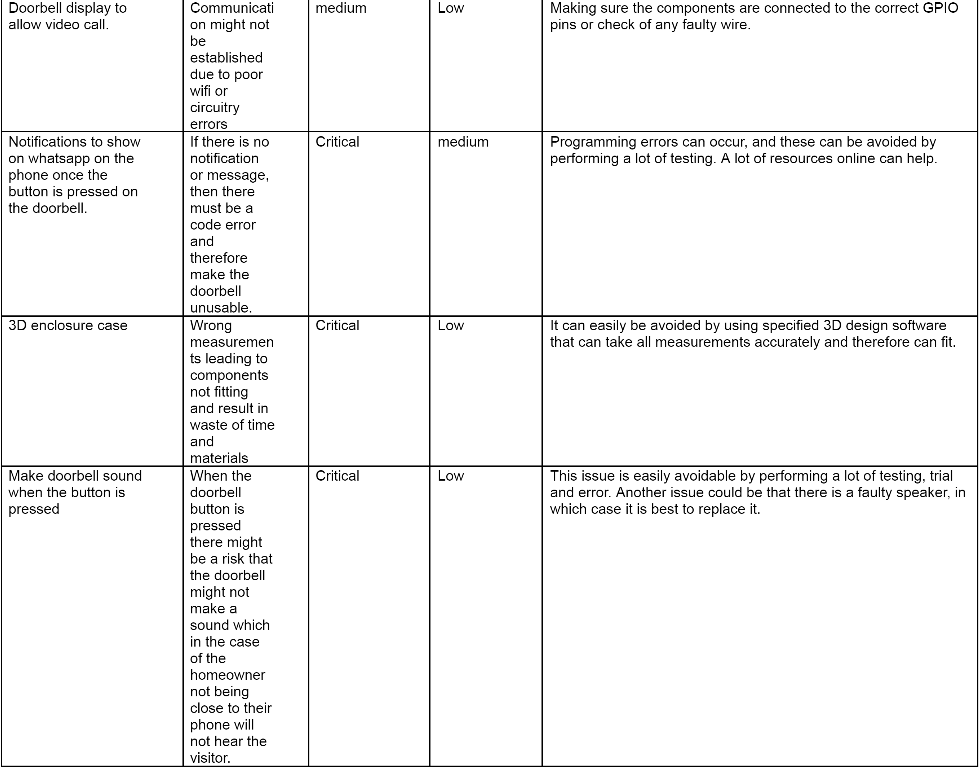 Doorbell display to
allow video call.
Communicati
on might not
be
established
due to poor
wifi or
circuitry
errors
medium
Low
Making sure the components are connected to the correct GPIO
pins or check of any faulty wire.
Notifications to show
on whatsapp on the
phone once the
button is pressed on
the doorbell.
If there is no
notification
or message,
then there
must be a
code error
and
therefore
make the
doorbell
unusable.
Critical
medium
Programming errors can occur, and these can be avoided by
performing a lot of testing. A lot of resources online can help.
3D enclosure case
Wrong
measuremen
ts leading to
components
not fitting
and result in
waste of time
and
materials
Critical
Low
It can easily be avoided by using specified 3D design software
that can take all measurements accurately and therefore can fit.
Make doorbell sound
when the button is
pressed
When the
doorbell
button is
pressed
there might
be a risk that
the doorbell
might not
make a
sound which
in the case
of the
homeowner
not being
close to their
phone will
not hear the
visitor.
Critical
Low
This issue is easily avoidable by performing a lot of testing, trial
and error. Another issue could be that there is a faulty speaker, in
which case it is best to replace it.